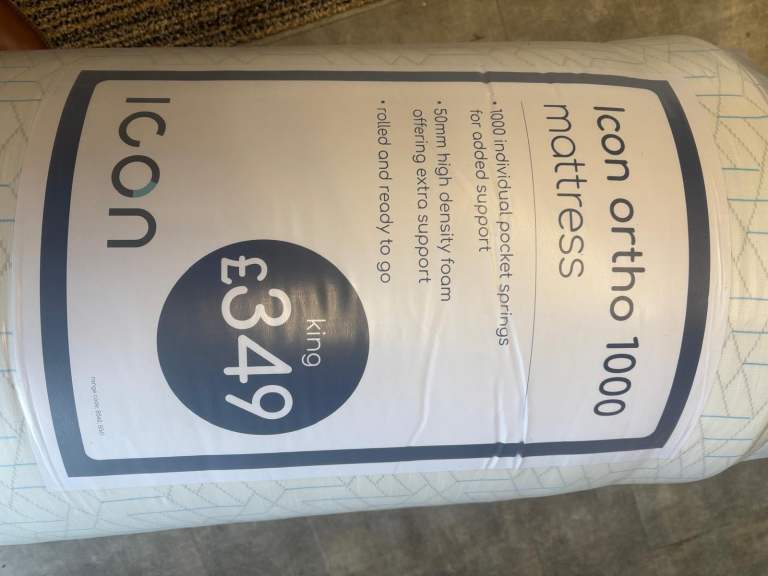 Icon ortho 1000
mattress
• 1000 individual pocket springs
for added support
• 50mm high density foam
offering extra support
• rolled and ready to go
king
£349
Icon